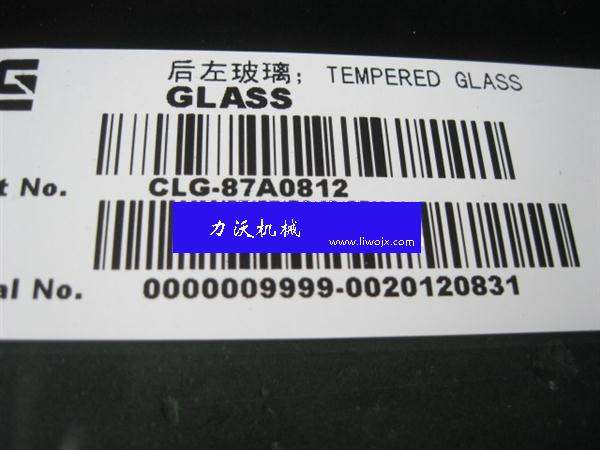 后左玻璃; TEMPERED GLASS
GLASS
t No. CLG-87A0812
力沃机械
www.liwojx.com
al No. 0000009999-0020120831